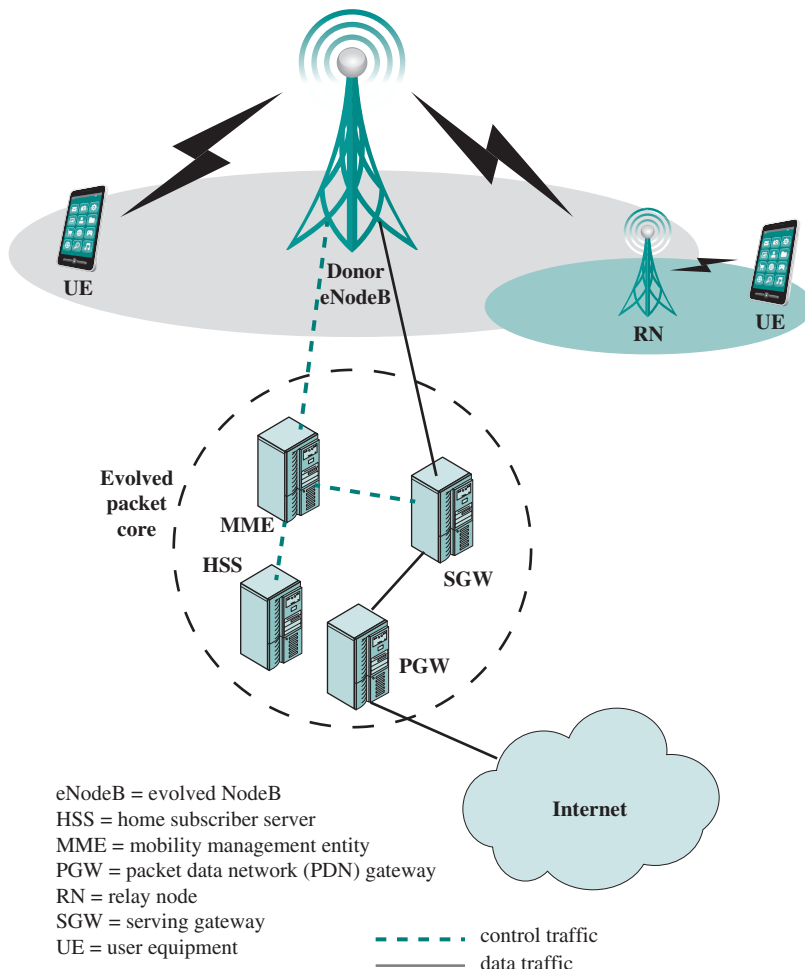 UE
Donor
eNodeB
RN
UE
Evolved
packet
core
MME
HSS
SGW
PGW
Internet
eNodeB = evolved NodeB
HSS = home subscriber server
MME = mobility management entity
PGW = packet data network (PDN) gateway
RN = relay node
SGW = serving gateway
UE = user equipment
control traffic
data traffic